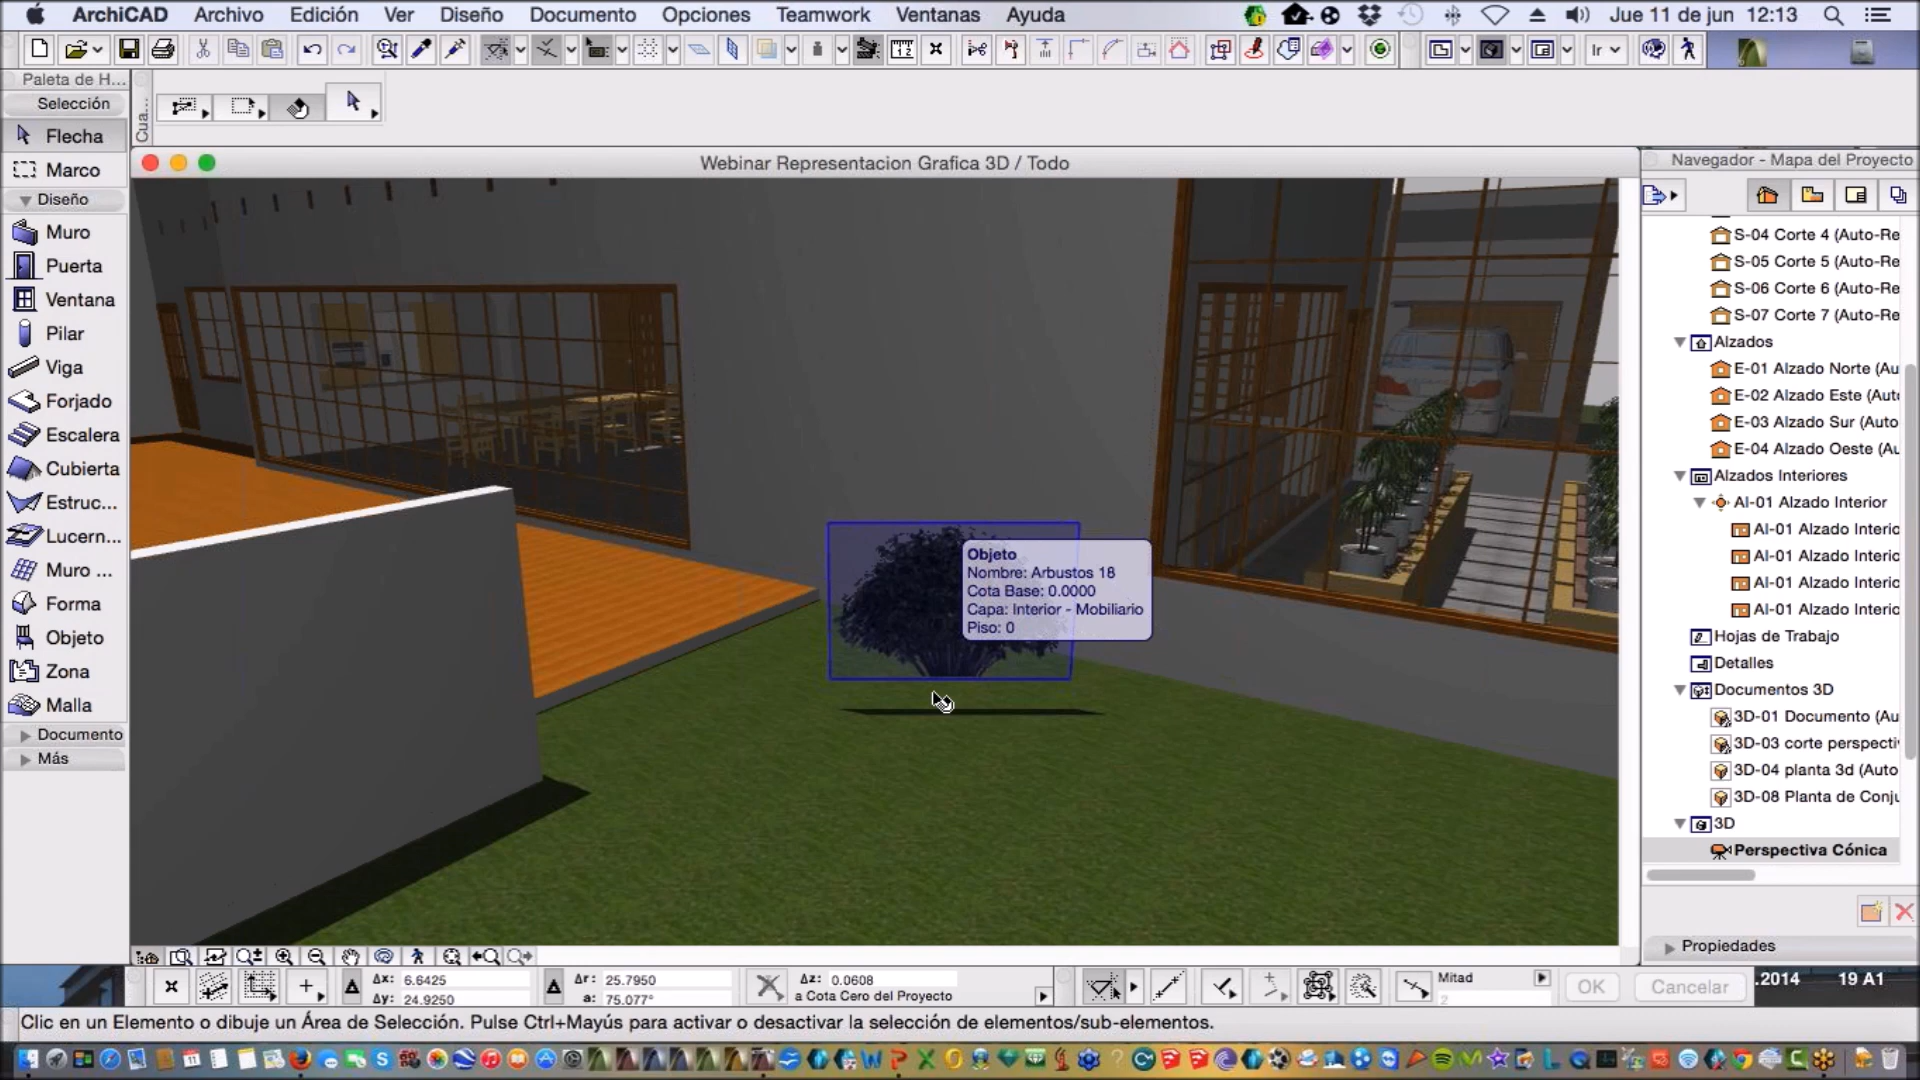 ArchiCAD Archivo Edición Ver Diseño Documento Opciones Teamwork Ventanas Ayuda Jue 11 de jun 12:13
Paleta de H...
Selección
Flecha
Marco
Diseño
Muro
Puerta
Ventana
Pilar
Viga
Forjado
Escalera
Cubierta
Estruc...
Lucern...
Muro ...
Forma
Objeto
Zona
Malla
Documento
Más
Cua...
Ir
Webinar Representacion Grafica 3D / Todo
Objeto
Nombre: Arbustos 18
Cota Base: 0.0000
Capa: Interior - Mobiliario
Piso: 0
Navegador - Mapa del Proyecto
S-04 Corte 4 (Auto-Re
S-05 Corte 5 (Auto-Re
S-06 Corte 6 (Auto-Re
S-07 Corte 7 (Auto-Re
Alzados
E-01 Alzado Norte (Au
E-02 Alzado Este (Aut
E-03 Alzado Sur (Auto
E-04 Alzado Oeste (Au
Alzados Interiores
AI-01 Alzado Interior
AI-01 Alzado Interio
AI-01 Alzado Interio
AI-01 Alzado Interio
AI-01 Alzado Interio
Hojas de Trabajo
Detalles
Documentos 3D
3D-01 Documento (Au
3D-03 corte perspecti
3D-04 planta 3d (Auto
3D-08 Planta de Conju
3D
Perspectiva Cónica
Propiedades
Δx: 6.6425
Δy: 24.9250
Δr: 25.7950
a: 75.077°
Δz: 0.0608
a Cota Cero del Proyecto
Mitad
2
OK
Cancelar
.2014 19 A1
Clic en un Elemento o dibuje un Área de Selección. Pulse Ctrl+Mayús para activar o desactivar la selección de elementos/sub-elementos.